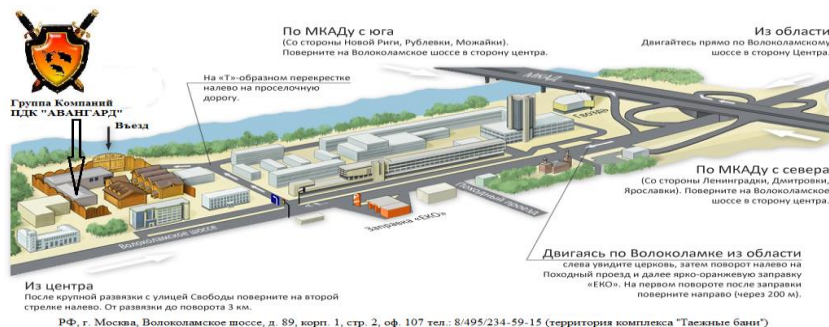 По МКАДу с юга
(Со стороны Новой Риги, Рублевки, Можайки).
Поверните на Волоколамское шоссе в сторону центра.
Из области
Двигайтесь прямо по Волоколамскому
шоссе в сторону Центра.
МКАД
На «Т»-образном перекрестке
налево на проселочную
дорогу.
Группа Компаний
ПДК "АВАНГАРД"
Въезд
Гвоздь
По МКАДу с севера
(Со стороны Ленинградки, Дмитровки,
Ярославки). Поверните на Волоколамское
шоссе в сторону центра.
Походный проезд
Заправка «ЕКО»
Волоколамское шоссе
Двигаясь по Волоколамке из области
слева увидите церковь, затем поворот налево на
Походный проезд и далее ярко-оранжевую заправку
«ЕКО». На первом повороте после заправки
поверните направо (через 200 м).
Из центра
После крупной развязки с улицей Свободы поверните на второй
стрелке налево. От развязки до поворота 3 км.
РФ, г. Москва, Волоколамское шоссе, д. 89, корп. 1, стр. 2, оф. 107 тел.: 8/495/234-59-15 (территория комплекса "Таежные бани")